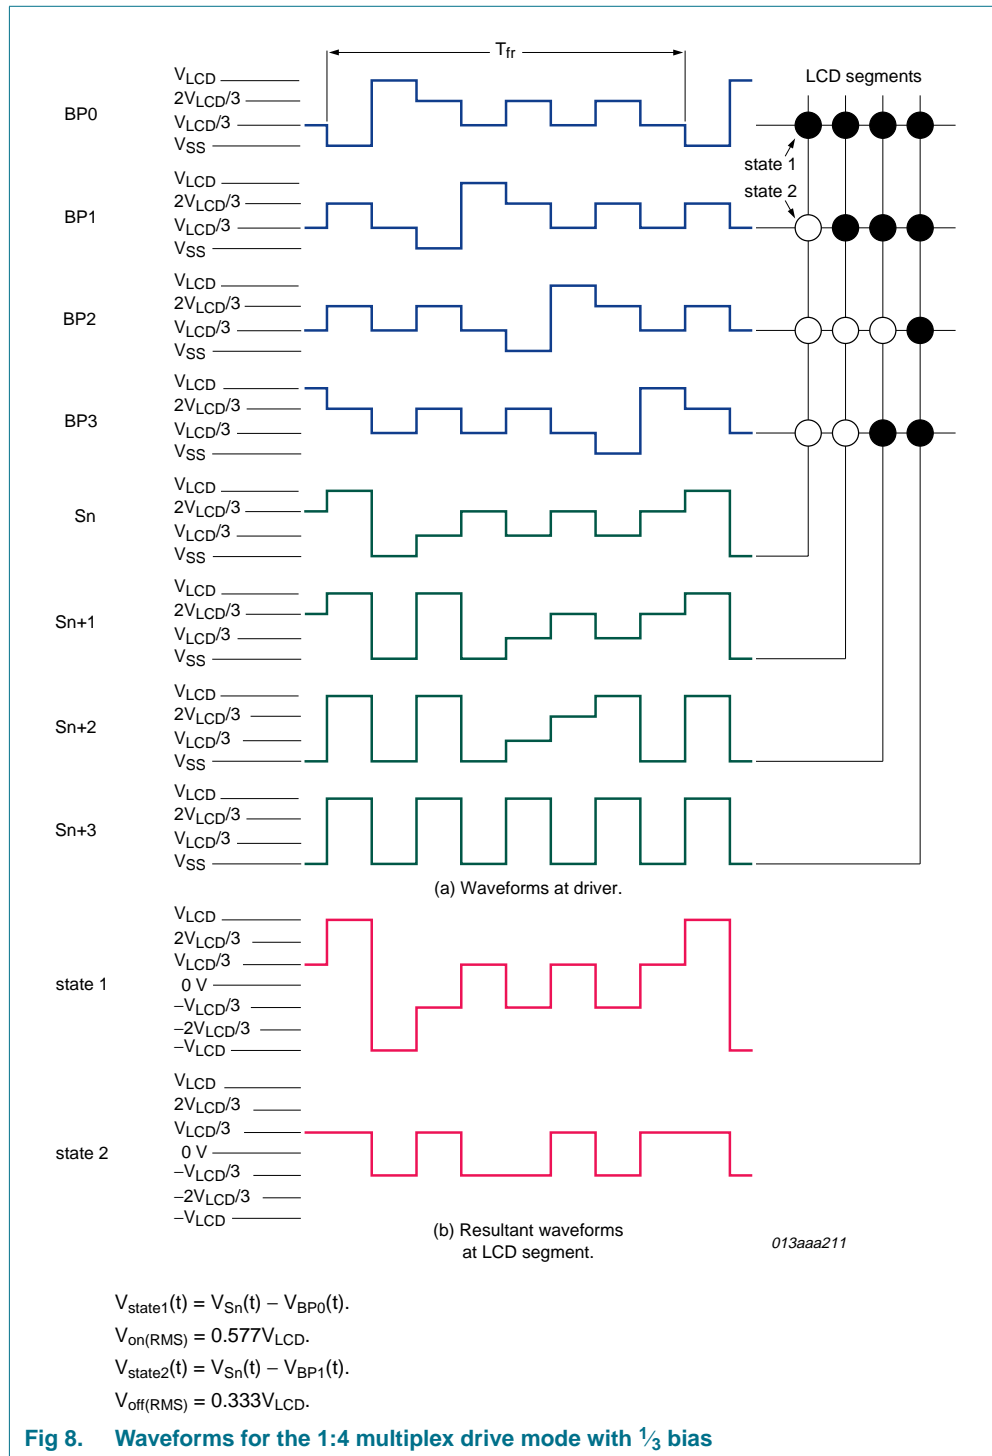 Tfr
BP0
VLCD
2VLCD/3
VLCD/3
VSS
LCD segments
state 1
BP1
VLCD
2VLCD/3
VLCD/3
VSS
state 2
BP2
VLCD
2VLCD/3
VLCD/3
VSS
BP3
VLCD
2VLCD/3
VLCD/3
VSS
Sn
VLCD
2VLCD/3
VLCD/3
VSS
Sn+1
VLCD
2VLCD/3
VLCD/3
VSS
Sn+2
VLCD
2VLCD/3
VLCD/3
VSS
Sn+3
VLCD
2VLCD/3
VLCD/3
VSS
(a) Waveforms at driver.
state 1
VLCD
2VLCD/3
VLCD/3
0 V
−VLCD/3
−2VLCD/3
−VLCD
state 2
VLCD
2VLCD/3
VLCD/3
0 V
−VLCD/3
−2VLCD/3
−VLCD
(b) Resultant waveforms
at LCD segment.
013aaa211
Vstate1(t) = VSn(t) − VBP0(t).
Von(RMS) = 0.577VLCD.
Vstate2(t) = VSn(t) − VBP1(t).
Voff(RMS) = 0.333VLCD.
Fig 8. Waveforms for the 1:4 multiplex drive mode with 1⁄3 bias